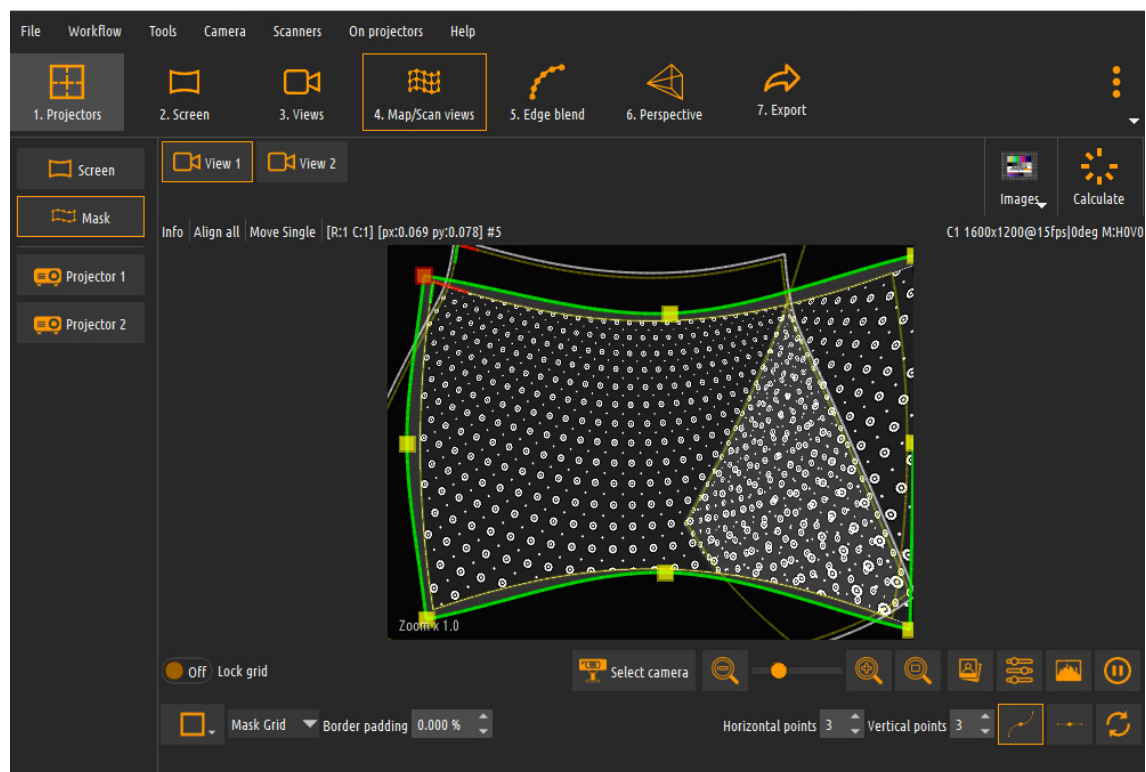 File Workflow Tools Camera Scanners On projectors Help
1. Projectors 2. Screen 3. Views 4. Map/Scan views 5. Edge blend 6. Perspective 7. Export
Screen
Mask
Projector 1
Projector 2
View 1 View 2
Images Calculate
Info Align all Move Single [R:1 C:1] [px:0.069 py:0.078] #5 C1 1600x1200@15fps|0deg M:H0V0
Zoom x 1.0
Off Lock grid Select camera
Mask Grid Border padding 0.000 % Horizontal points 3 Vertical points 3